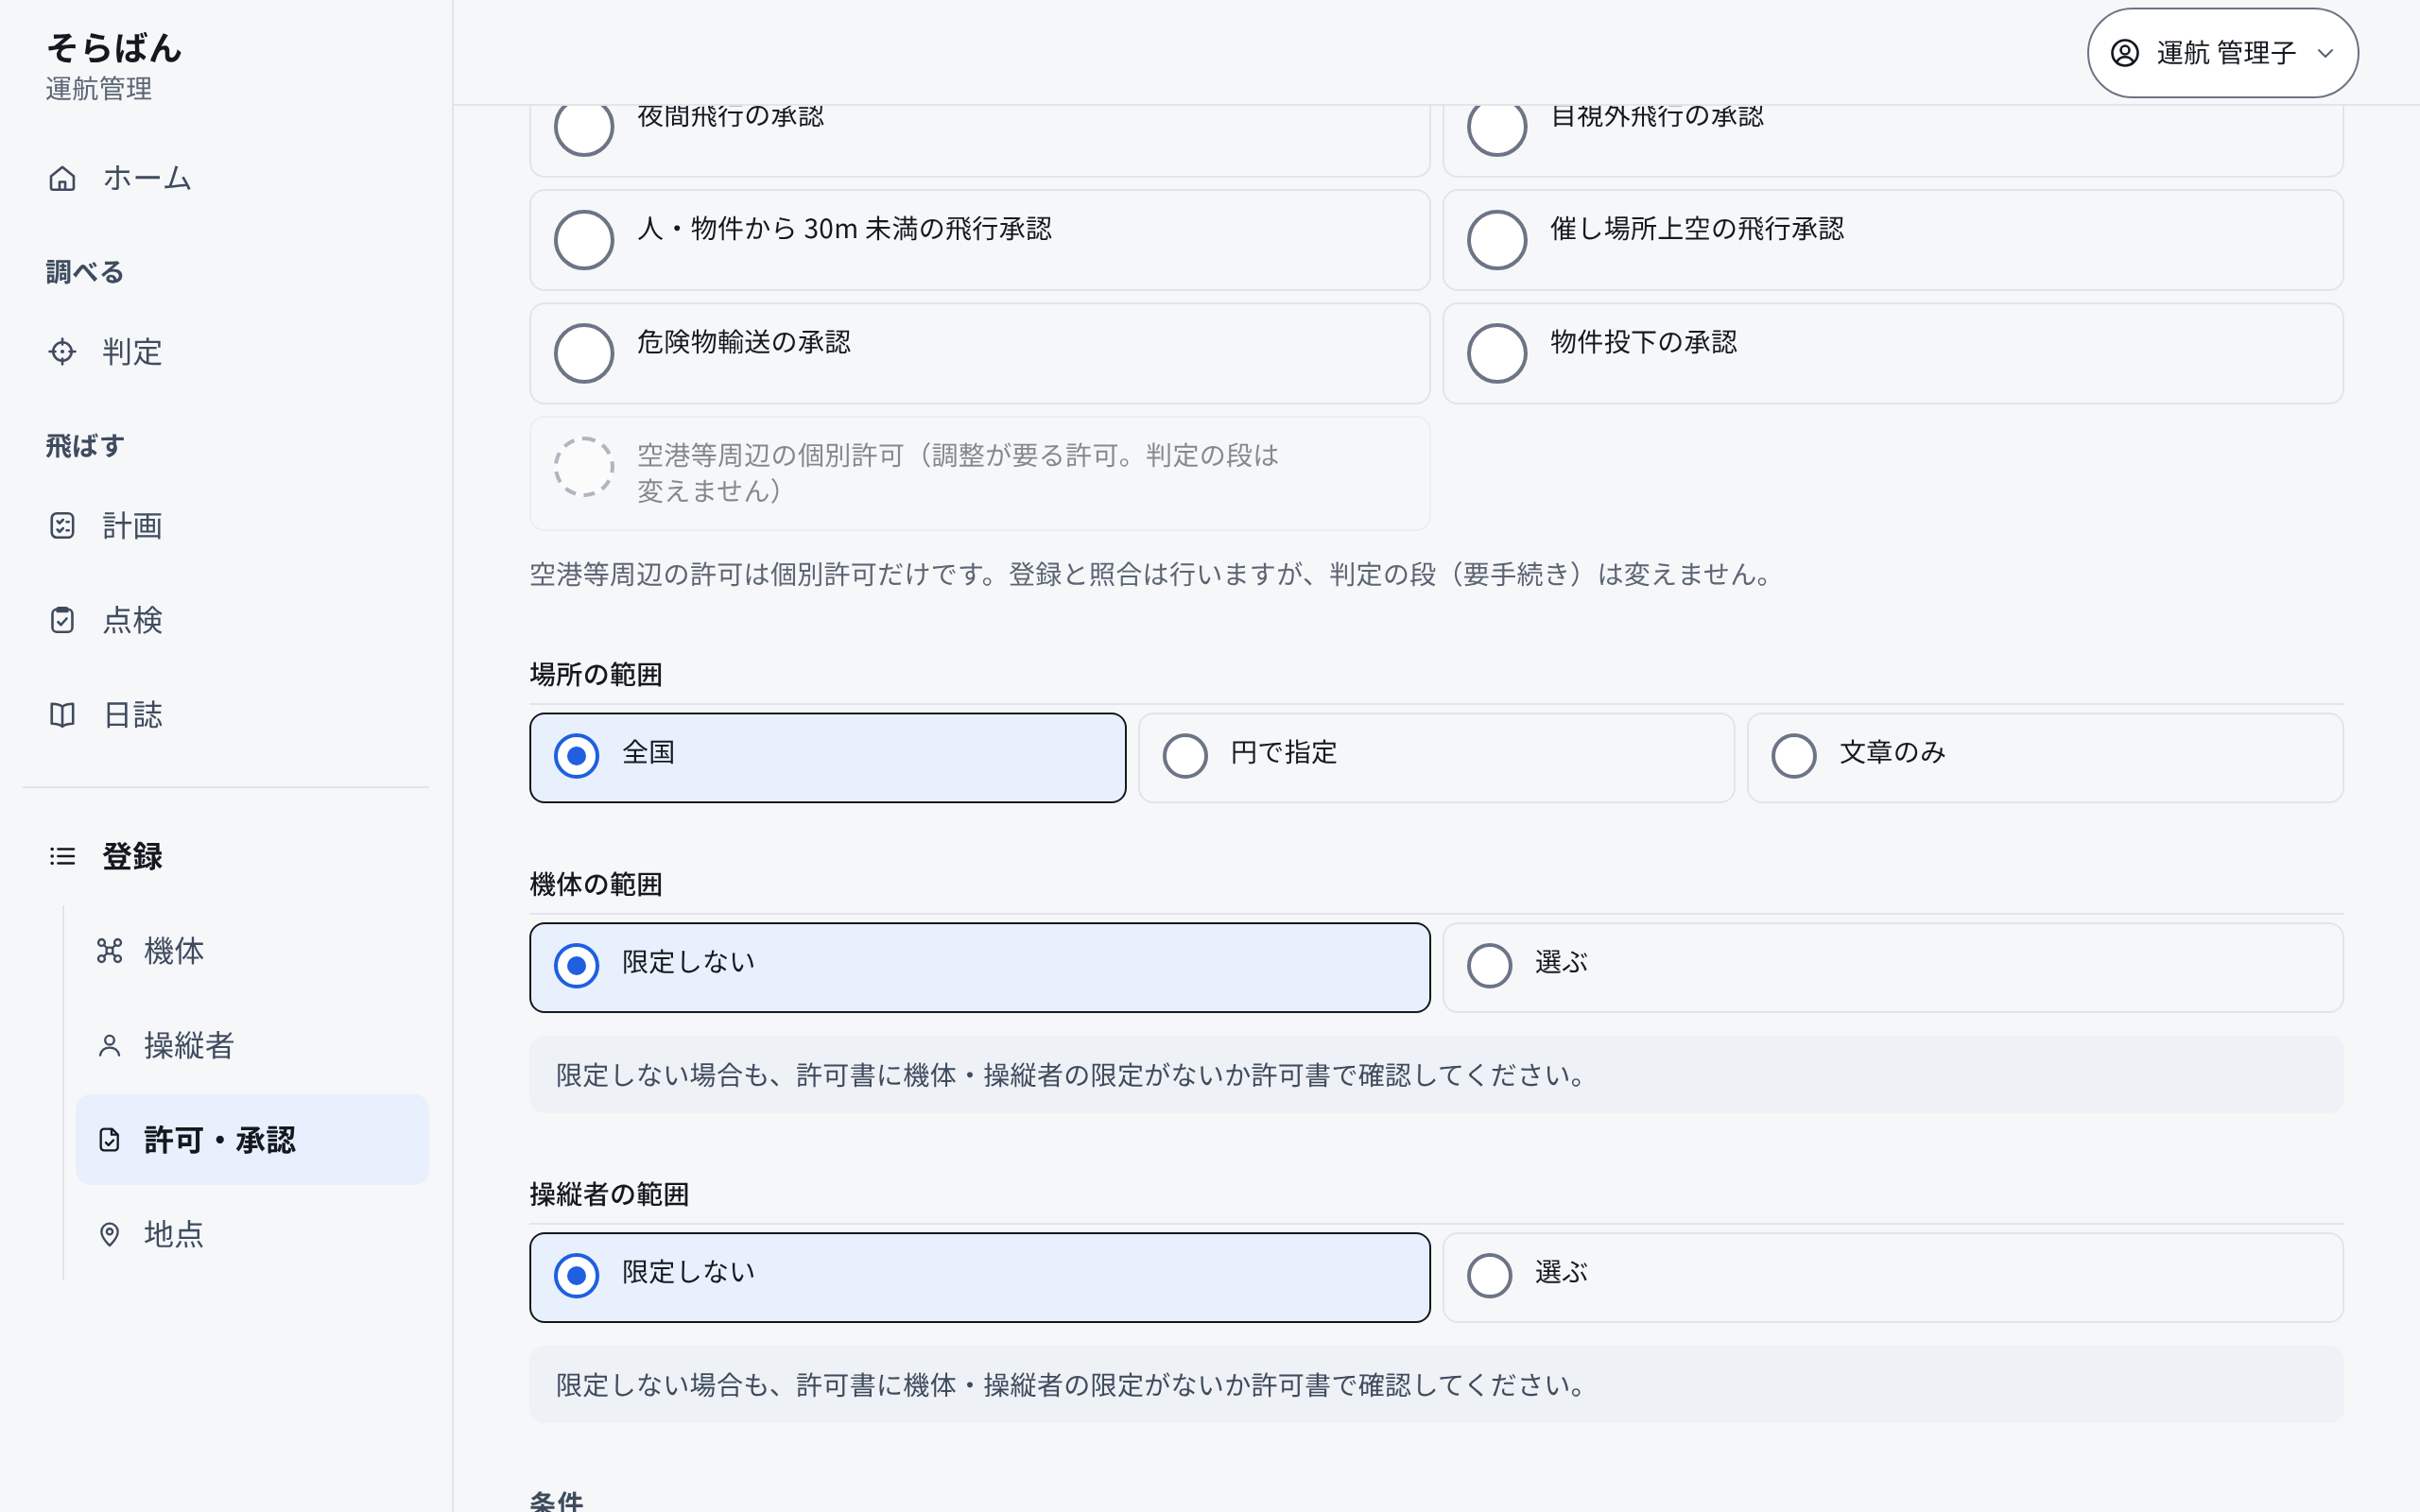 そらばん
運航管理
ホーム
調べる
判定
飛ばす
計画
点検
日誌
登録
機体
操縦者
許可・承認
地点
運航 管理子
夜間飛行の承認
目視外飛行の承認
人・物件から 30m 未満の飛行承認
催し場所上空の飛行承認
危険物輸送の承認
物件投下の承認
空港等周辺の個別許可（調整が要る許可。判定の段は
変えません）
空港等周辺の許可は個別許可だけです。登録と照合は行いますが、判定の段（要手続き）は変えません。
場所の範囲
全国
円で指定
文章のみ
機体の範囲
限定しない
選ぶ
限定しない場合も、許可書に機体・操縦者の限定がないか許可書で確認してください。
操縦者の範囲
限定しない
選ぶ
限定しない場合も、許可書に機体・操縦者の限定がないか許可書で確認してください。
条件